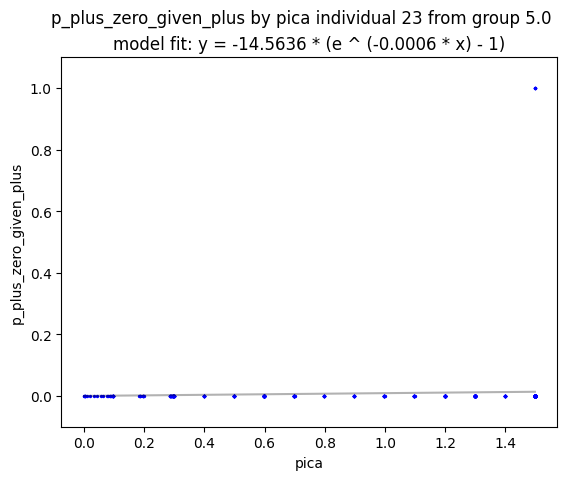 p_plus_zero_given_plus by pica individual 23 from group 5.0
model fit: y = -14.5636 * (e ^ (-0.0006 * x) - 1)
1.0
0.8
0.6
0.4
0.2
0.0
p_plus_zero_given_plus
0.0 0.2 0.4 0.6 0.8 1.0 1.2 1.4
pica